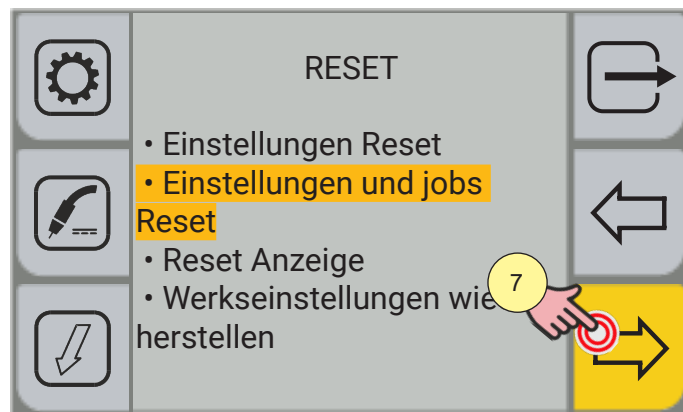 RESET
• Einstellungen Reset
• Einstellungen und jobs
Reset
• Reset Anzeige
7
• Werkseinstellungen wie
herstellen